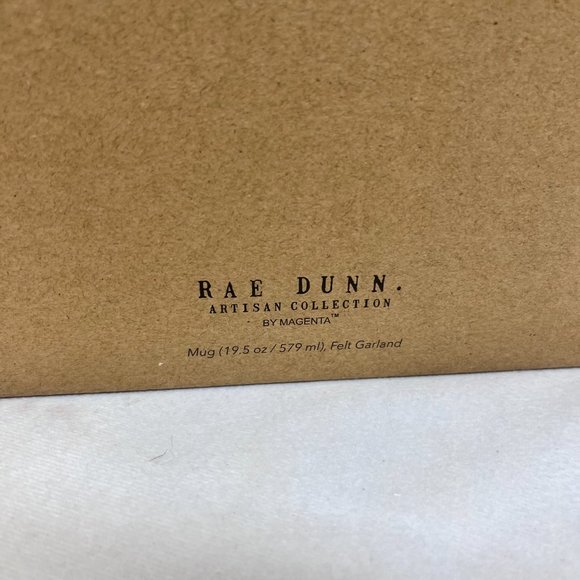 RAE DUNN.
ARTISAN COLLECTION
BY MAGENTA™
Mug (19.5 oz / 579 ml), Felt Garland